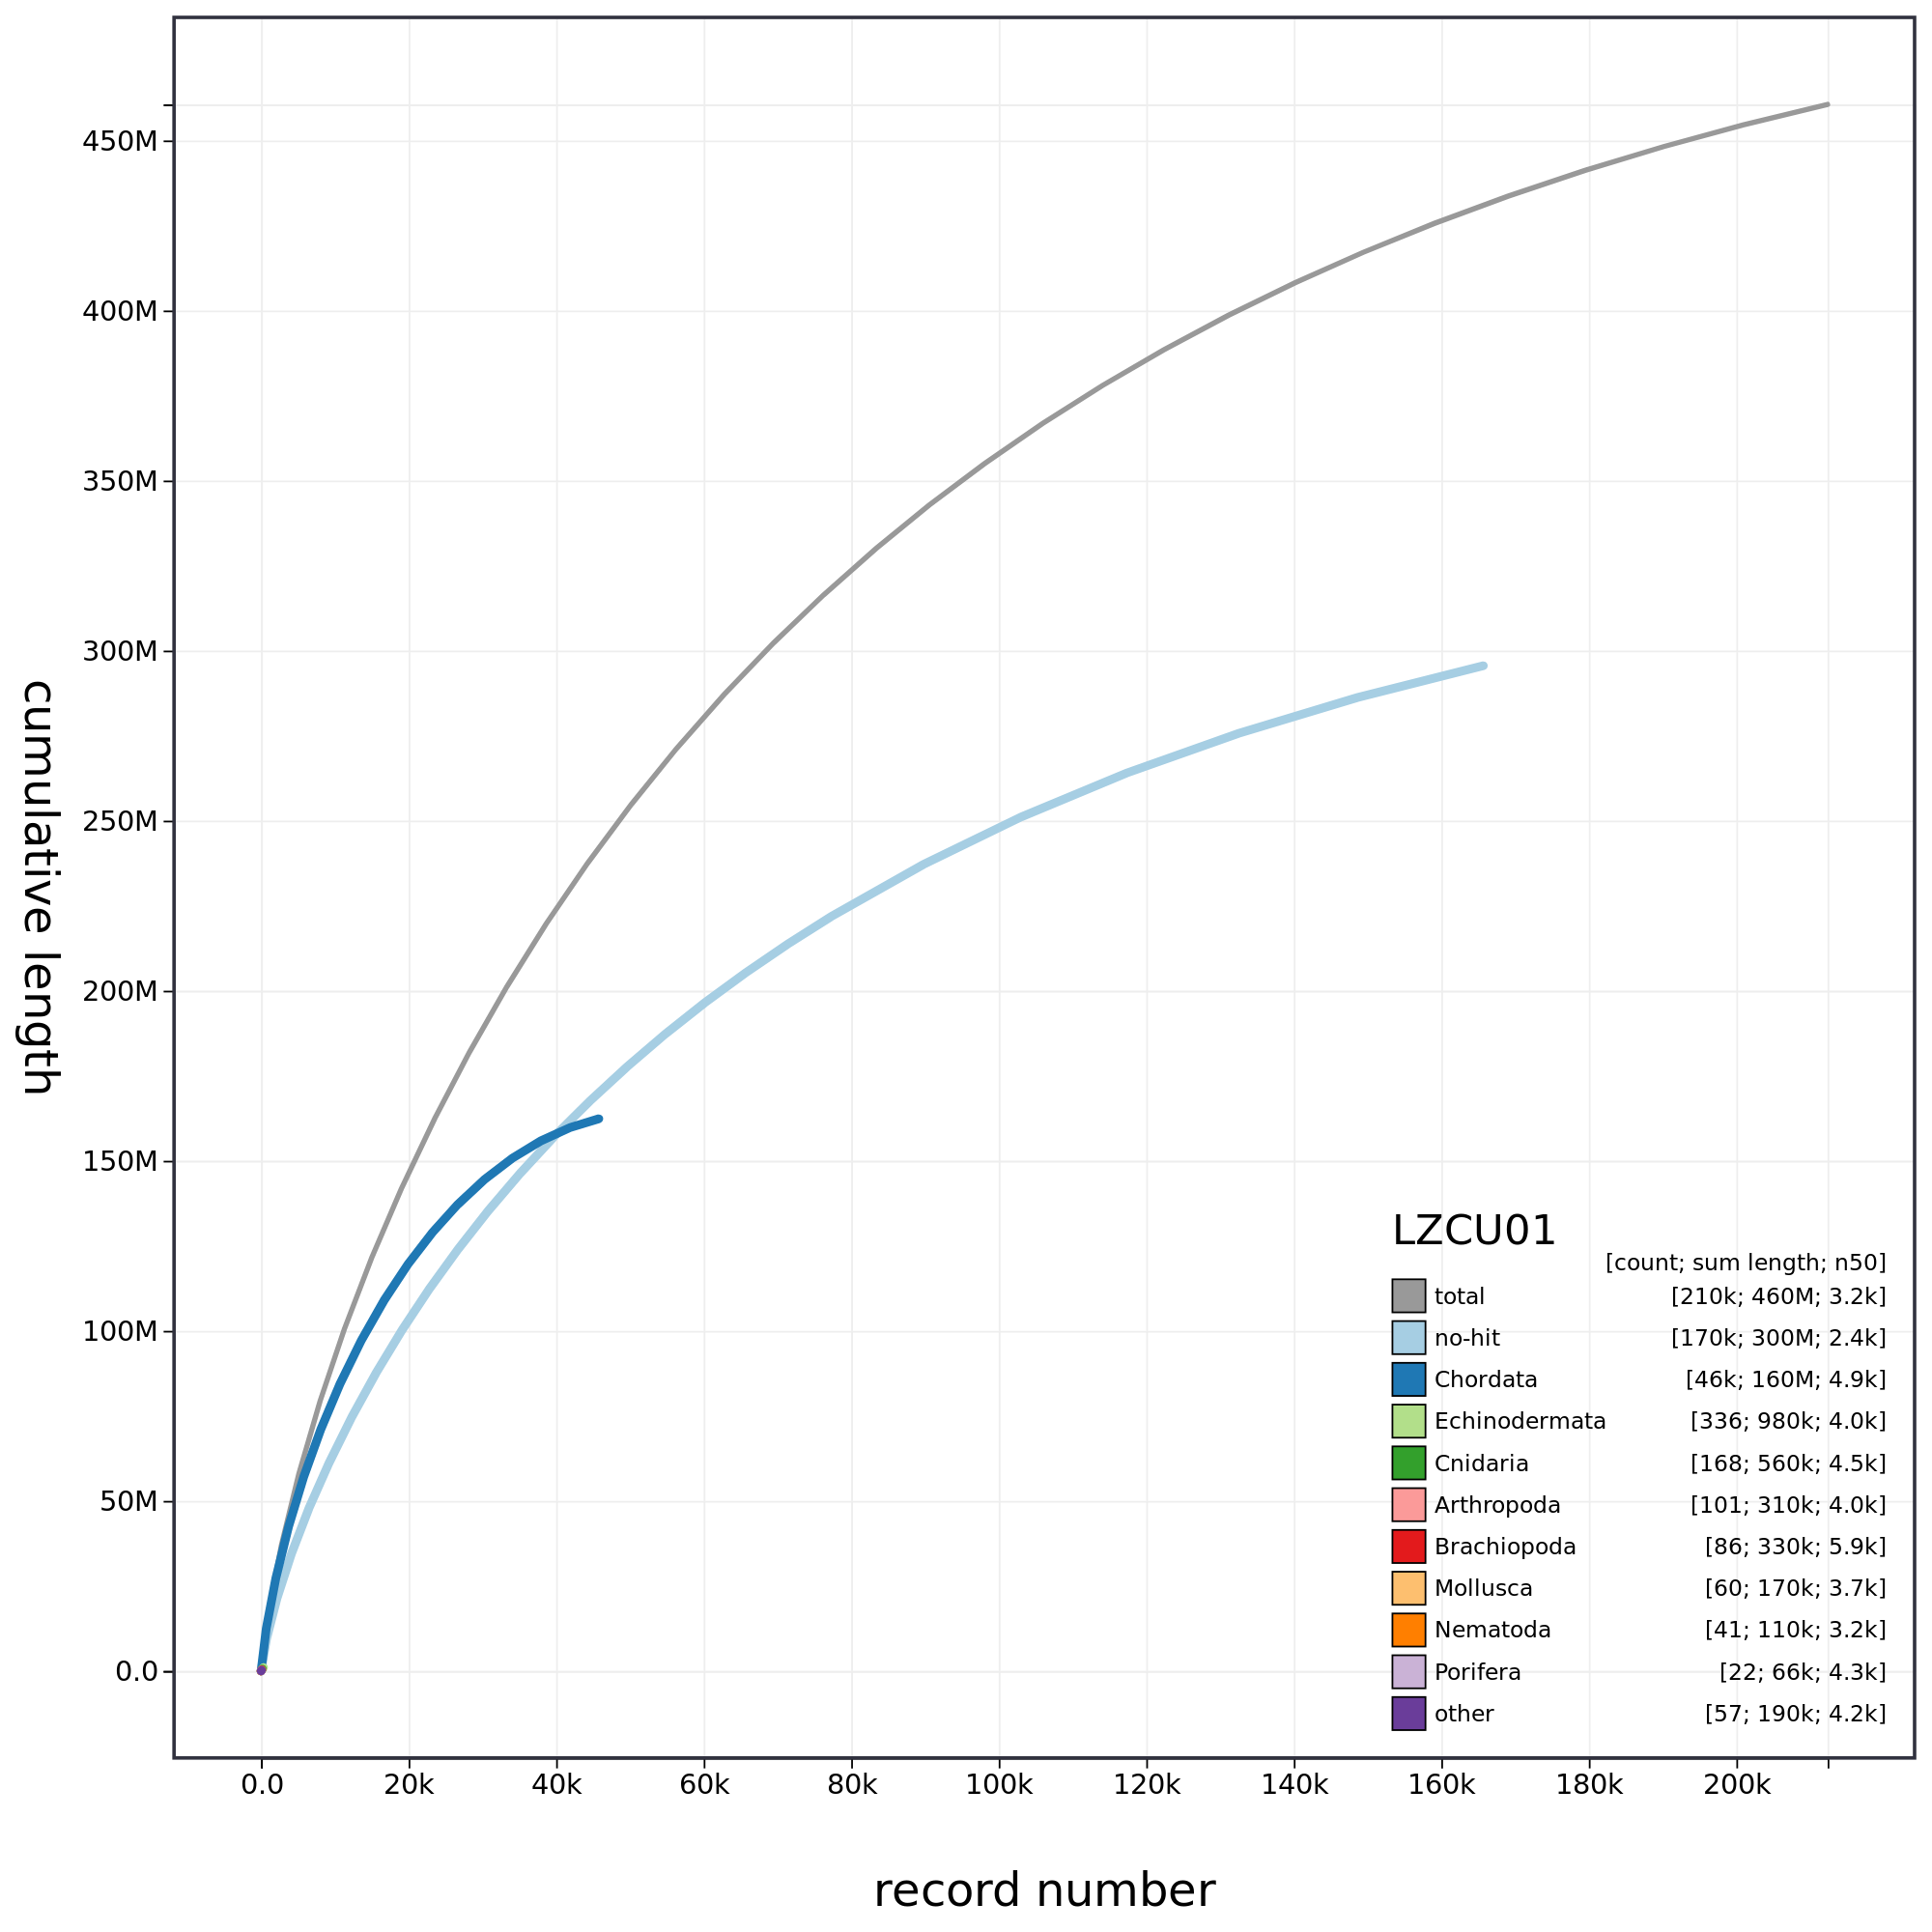 450M
400M
350M
300M
250M
200M
150M
100M
50M
0.0
cumulative length
0.0 20k 40k 60k 80k 100k 120k 140k 160k 180k 200k
record number
LZCU01
[count; sum length; n50]
total [210k; 460M; 3.2k]
no-hit [170k; 300M; 2.4k]
Chordata [46k; 160M; 4.9k]
Echinodermata [336; 980k; 4.0k]
Cnidaria [168; 560k; 4.5k]
Arthropoda [101; 310k; 4.0k]
Brachiopoda [86; 330k; 5.9k]
Mollusca [60; 170k; 3.7k]
Nematoda [41; 110k; 3.2k]
Porifera [22; 66k; 4.3k]
other [57; 190k; 4.2k]